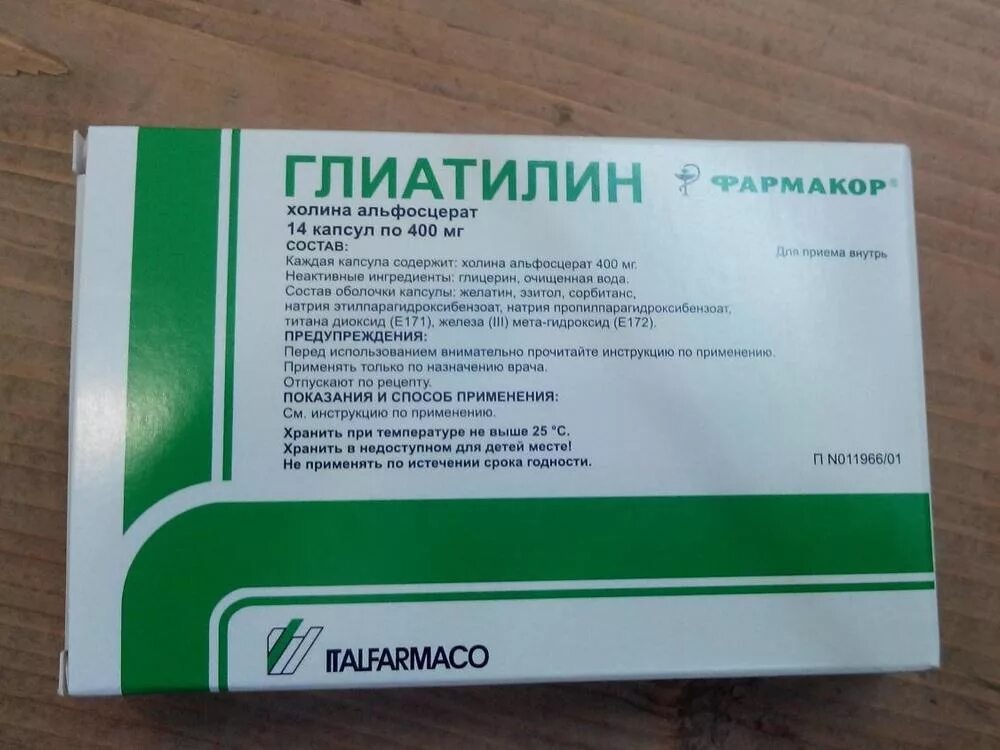 ГЛИАТИЛИН
ФАРМАКОР®
холина альфосцерат
14 капсул по 400 мг
СОСТАВ:
Для приема внутрь
Каждая капсула содержит: холина альфосцерат 400 мг.
Неактивные ингредиенты: глицерин, очищенная вода.
Состав оболочки капсулы: желатин, эзитол, сорбитанс,
натрия этилпарагидроксибензоат, натрия пропилпарагидроксибензоат,
титана диоксид (Е171), железа (III) мета-гидроксид (Е172).
ПРЕДУПРЕЖДЕНИЯ:
Перед использованием внимательно прочитайте инструкцию по применению.
Применять только по назначению врача.
Отпускают по рецепту.
ПОКАЗАНИЯ И СПОСОБ ПРИМЕНЕНИЯ:
См. инструкцию по применению.
Хранить при температуре не выше 25 °С.
Хранить в недоступном для детей месте!
Не применять по истечении срока годности.
П N011966/01
ITALFARMACO